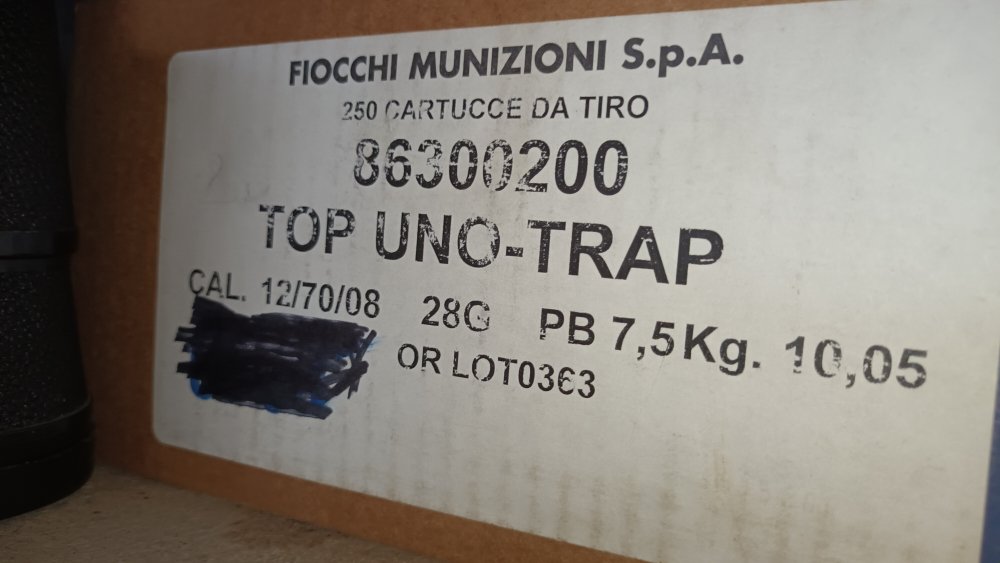 FIOCCHI MUNIZIONI S.p.A.
250 CARTUCCE DA TIRO
86300200
TOP UNO-TRAP
CAL. 12/70/08 28G PB 7,5Kg. 10,05
OR LOT0363